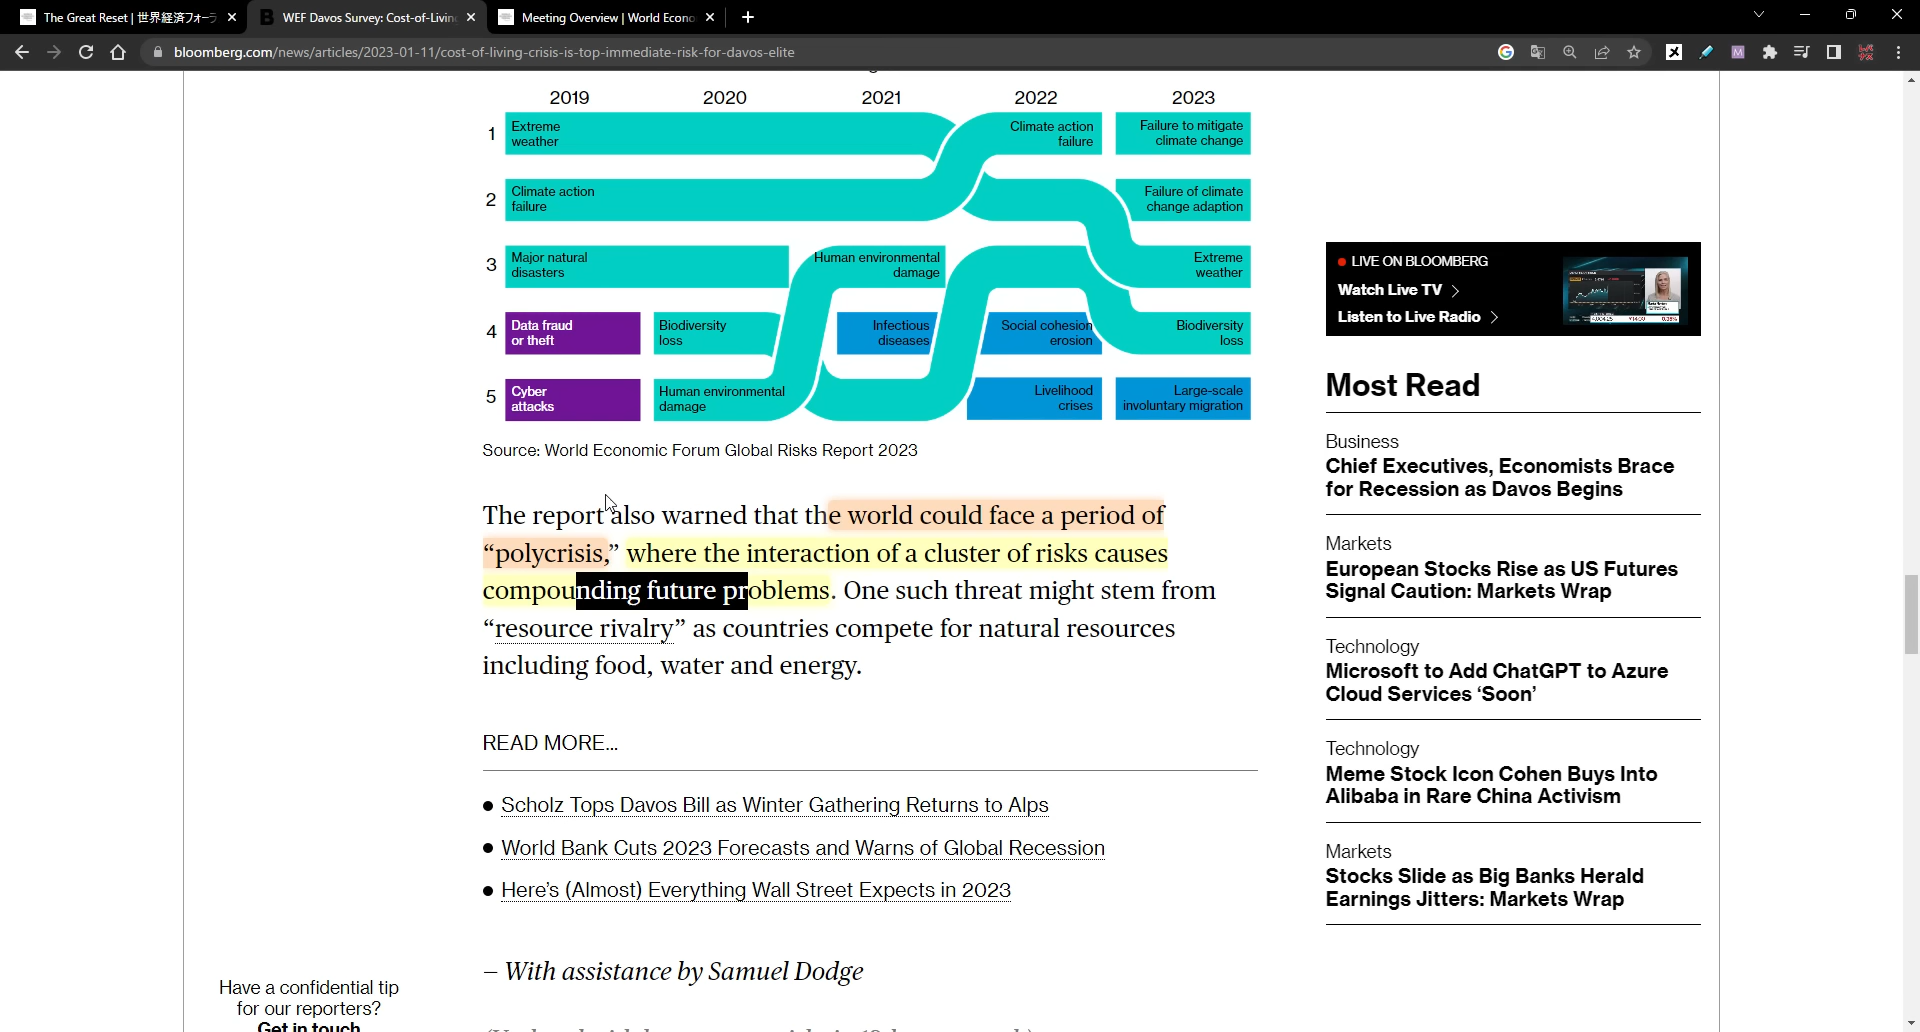 The Great Reset | 世界経済フォーラ
WEF Davos Survey: Cost-of-Living
Meeting Overview | World Econo
bloomberg.com/news/articles/2023-01-11/cost-of-living-crisis-is-top-immediate-risk-for-davos-elite
2019 2020 2021 2022 2023
1
Extreme
weather
Climate action
failure
Failure to mitigate
climate change
2
Climate action
failure
Failure of climate
change adaption
3
Major natural
disasters
Human environmental
damage
Extreme
weather
4
Data fraud
or theft
Biodiversity
loss
Infectious
diseases
Social cohesion
erosion
Biodiversity
loss
5
Cyber
attacks
Human environmental
damage
Livelihood
crises
Large-scale
involuntary migration
Source: World Economic Forum Global Risks Report 2023
The report also warned that the world could face a period of
“polycrisis,” where the interaction of a cluster of risks causes
compounding future problems. One such threat might stem from
“resource rivalry” as countries compete for natural resources
including food, water and energy.
READ MORE...
● Scholz Tops Davos Bill as Winter Gathering Returns to Alps
● World Bank Cuts 2023 Forecasts and Warns of Global Recession
● Here’s (Almost) Everything Wall Street Expects in 2023
– With assistance by Samuel Dodge
Have a confidential tip
for our reporters?
Get in touch
LIVE ON BLOOMBERG
Watch Live TV >
Listen to Live Radio >
Most Read
Business
Chief Executives, Economists Brace
for Recession as Davos Begins
Markets
European Stocks Rise as US Futures
Signal Caution: Markets Wrap
Technology
Microsoft to Add ChatGPT to Azure
Cloud Services ‘Soon’
Technology
Meme Stock Icon Cohen Buys Into
Alibaba in Rare China Activism
Markets
Stocks Slide as Big Banks Herald
Earnings Jitters: Markets Wrap